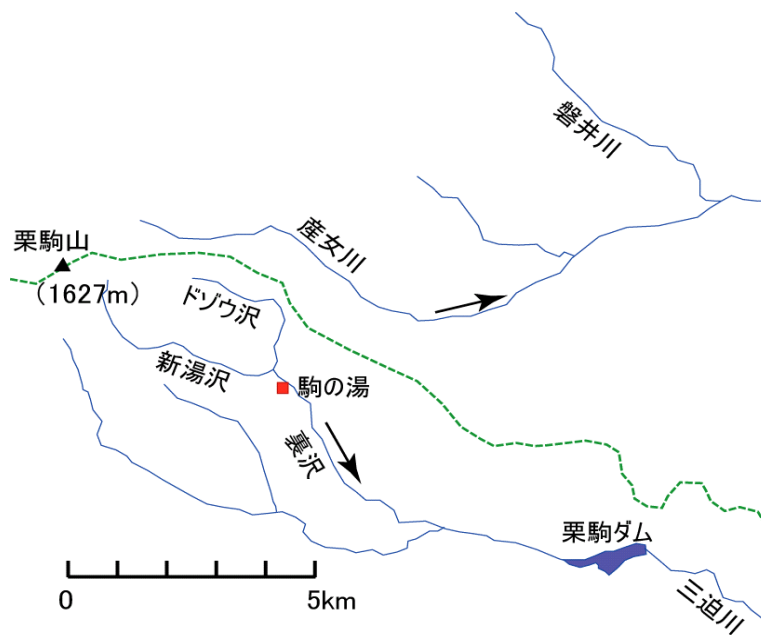 磐井川
産女川
栗駒山
(1627m)
ドゾウ沢
新湯沢
駒の湯
裏沢
栗駒ダム
三迫川
0
5km